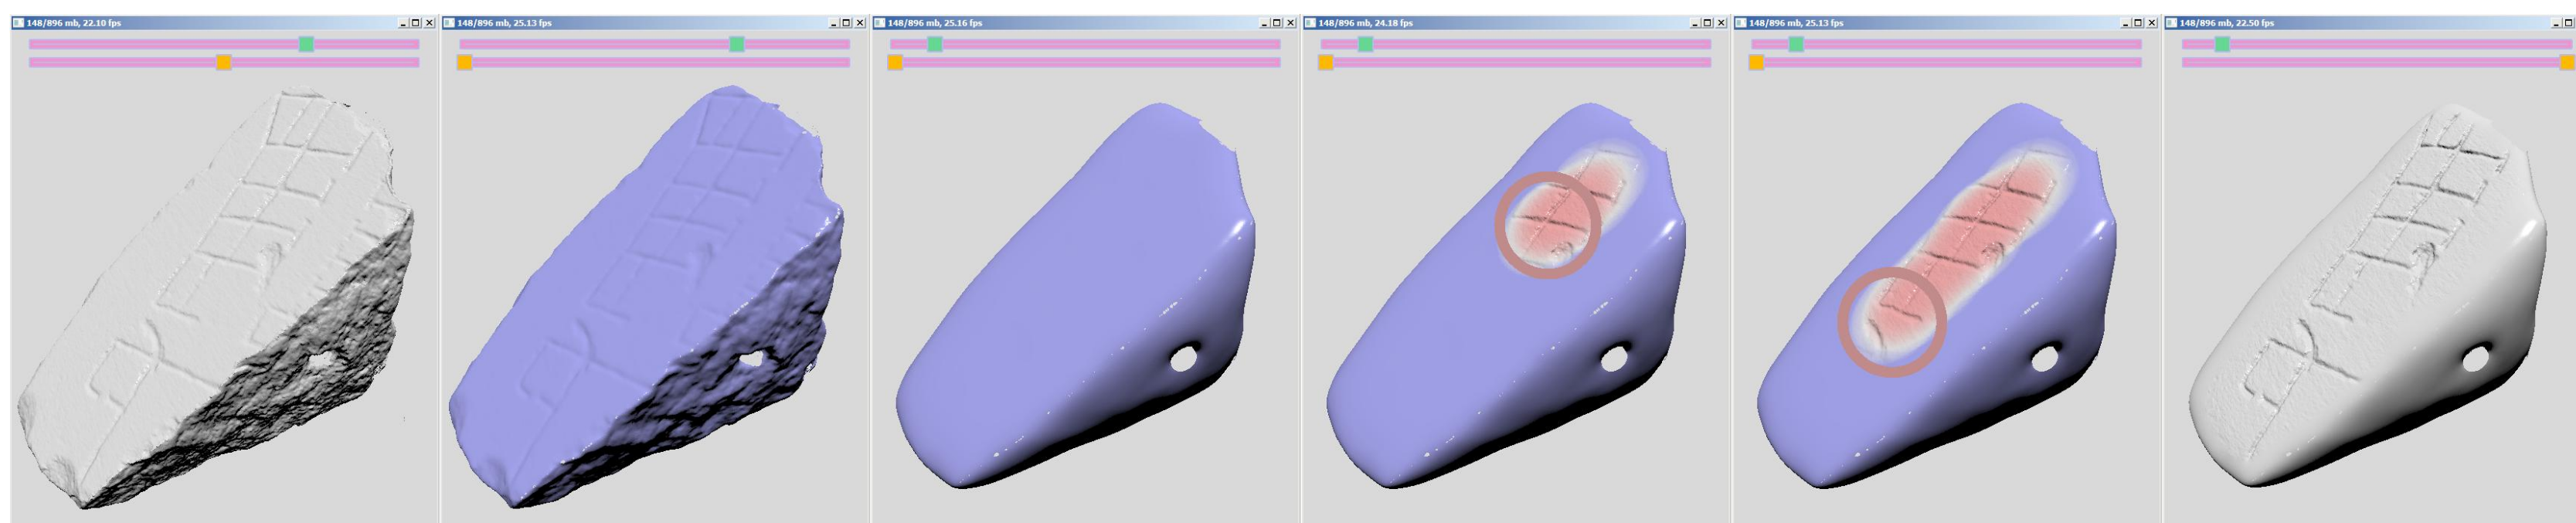 148/896 mb, 22.10 fps
148/896 mb, 25.13 fps
148/896 mb, 25.16 fps
148/896 mb, 24.18 fps
148/896 mb, 25.13 fps
148/896 mb, 22.50 fps